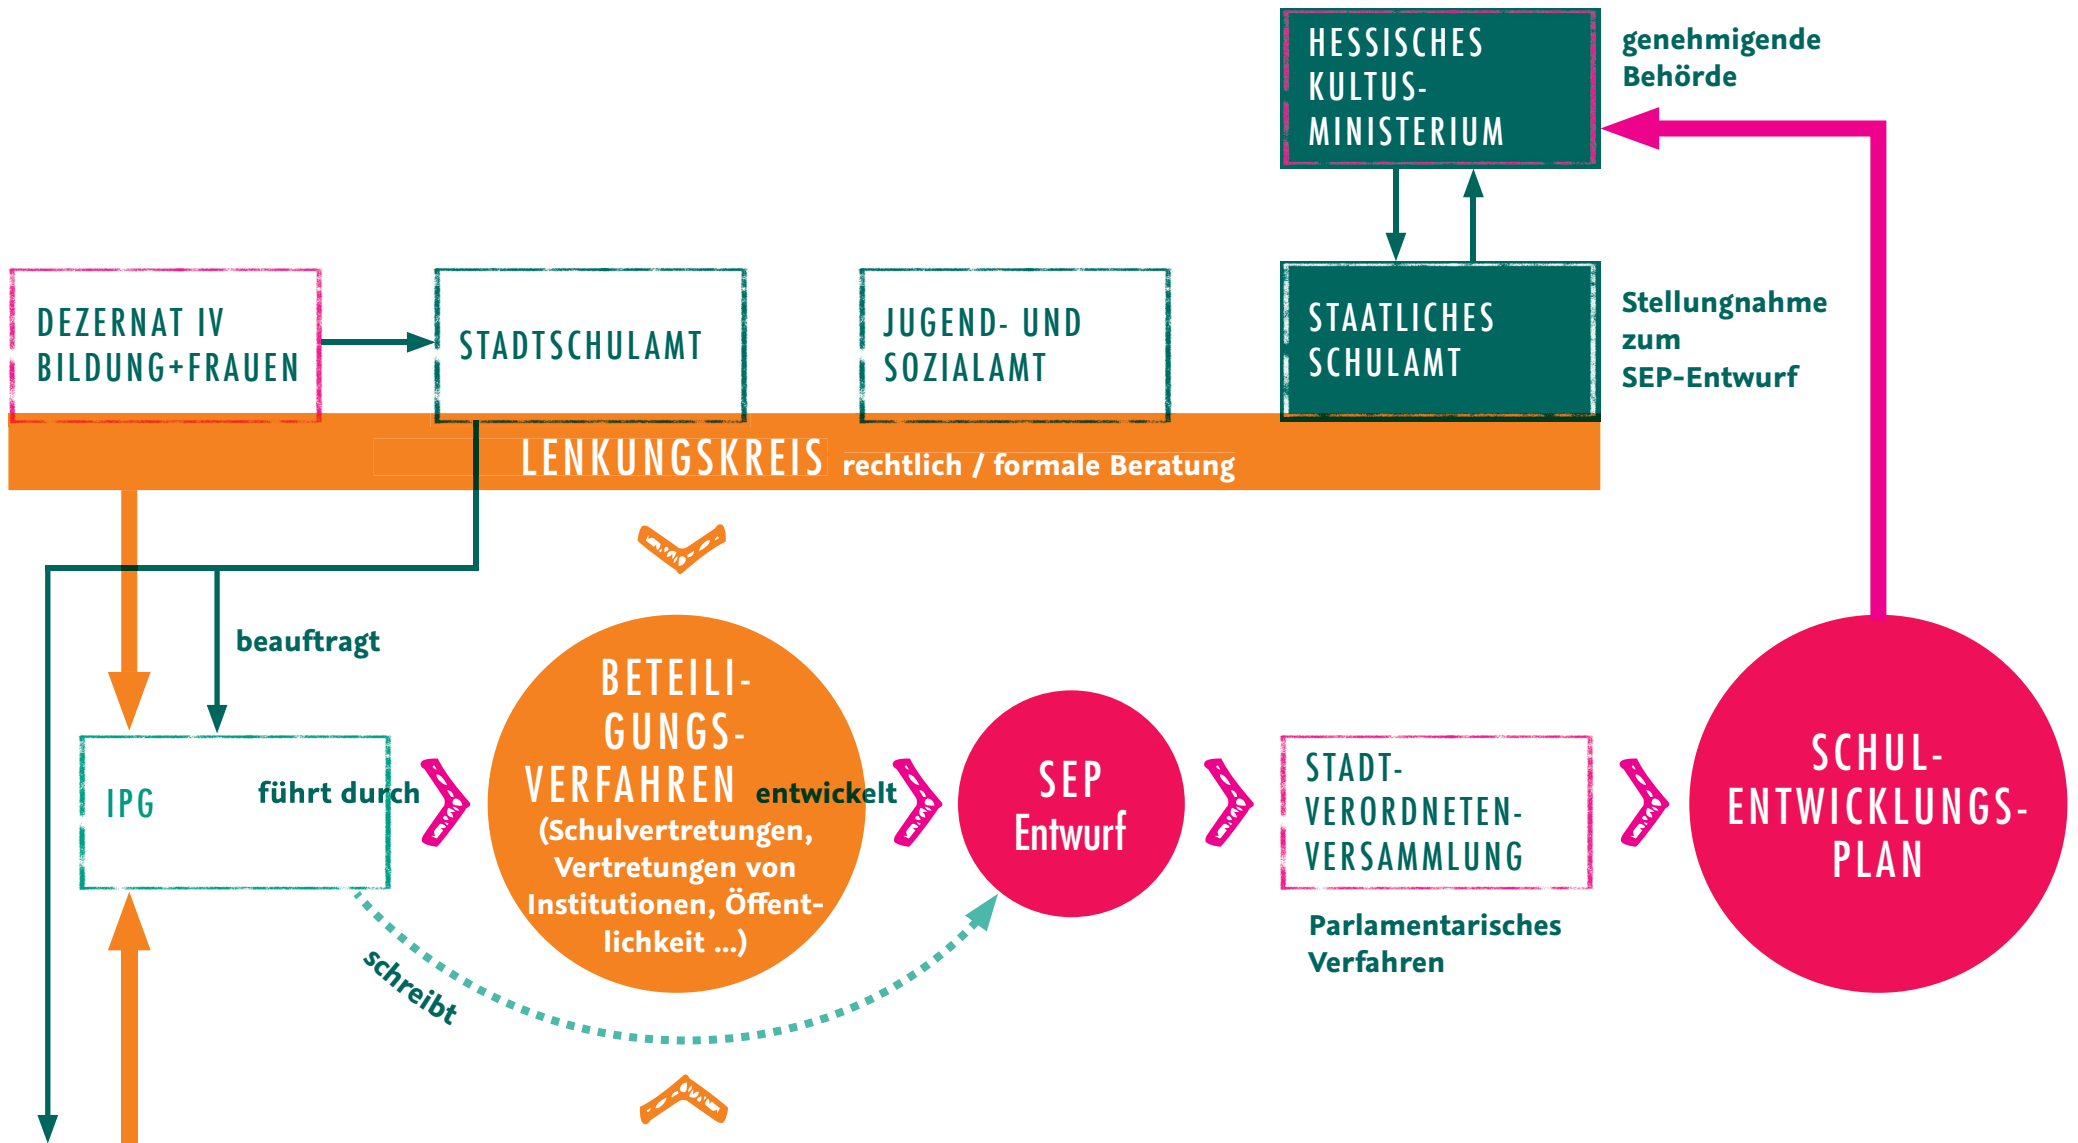 HESSISCHES
KULTUS-
MINISTERIUM
genehmigende
Behörde
DEZERNAT IV
BILDUNG+FRAUEN
STADTSCHULAMT
JUGEND- UND
SOZIALAMT
STAATLICHES
SCHULAMT
Stellungnahme
zum
SEP-Entwurf
LENKUNGSKREIS rechtlich / formale Beratung
beauftragt
IPG
führt durch
BETEILI-
GUNGS-
VERFAHREN
(Schulvertretungen,
Vertretungen von
Institutionen, Öffent-
lichkeit ...)
entwickelt
schreibt
SEP
Entwurf
STADT-
VERORDNETEN-
VERSAMMLUNG
Parlamentarisches
Verfahren
SCHUL-
ENTWICKLUNGS-
PLAN